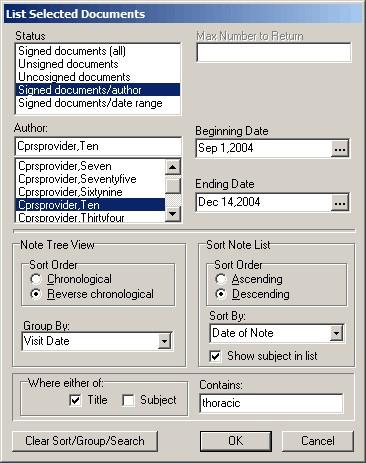 List Selected Documents
Status
Signed documents (all)
Unsigned documents
Uncosigned documents
Signed documents/author
Signed documents/date range
Max Number to Return
Author:
Cprsprovider,Ten
Cprsprovider,Seven
Cprsprovider,Seventyfive
Cprsprovider,Sixtynine
Cprsprovider,Ten
Cprsprovider,Thirtyfour
Beginning Date
Sep 1,2004
...
Ending Date
Dec 14,2004
...
Note Tree View
Sort Order
Chronological
Reverse chronological
Group By:
Visit Date
Sort Note List
Sort Order
Ascending
Descending
Sort By:
Date of Note
Show subject in list
Where either of:
Title
Subject
Contains:
thoracic
Clear Sort/Group/Search
OK
Cancel